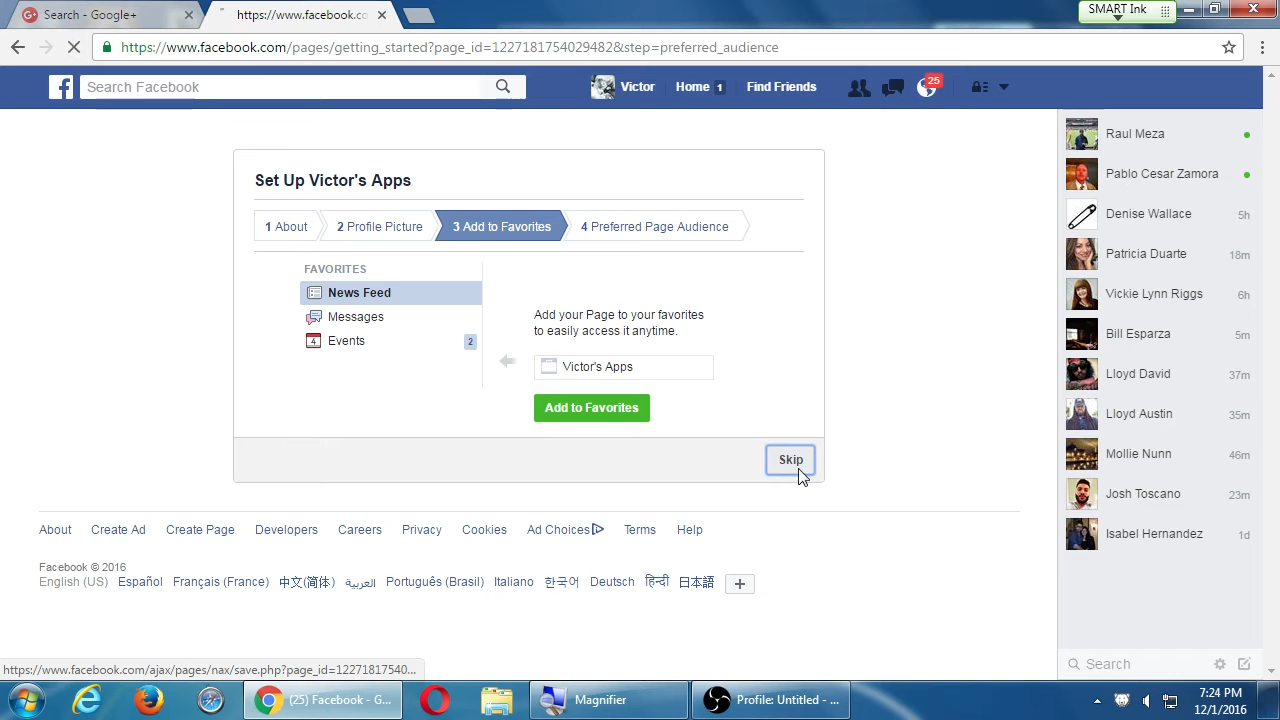 Search - Google+
https://www.facebook.co
SMART Ink
https://www.facebook.com/pages/getting_started?page_id=1227181754029482&step=preferred_audience
Search Facebook
Victor
Home 1
Find Friends
25
Set Up Victor's Apps
1 About
2 Profile Picture
3 Add to Favorites
4 Preferred Page Audience
FAVORITES
News Feed
Messages
4 Events 2
Add your Page to your favorites
to easily access it anytime.
Victor's Apps
Add to Favorites
Skip
About Create Ad Create Page Developers Careers Privacy Cookies Ad Choices Terms Help
Facebook © 2016
English (US) Español Français (France) 中文(简体) العربية Português (Brasil) Italiano 한국어 Deutsch हिन्दी 日本語 +
Raul Meza
Pablo Cesar Zamora
Denise Wallace 5h
Patricia Duarte 18m
Vickie Lynn Riggs 6h
Bill Esparza 5m
Lloyd David 37m
Lloyd Austin 35m
Mollie Nunn 46m
Josh Toscano 23m
Isabel Hernandez 1d
Search
https://www.facebook.com/ajax/pages/nax/save.php?page_id=12271817540...
(25) Facebook - G...
Magnifier
Profile: Untitled - ...
7:24 PM
12/1/2016